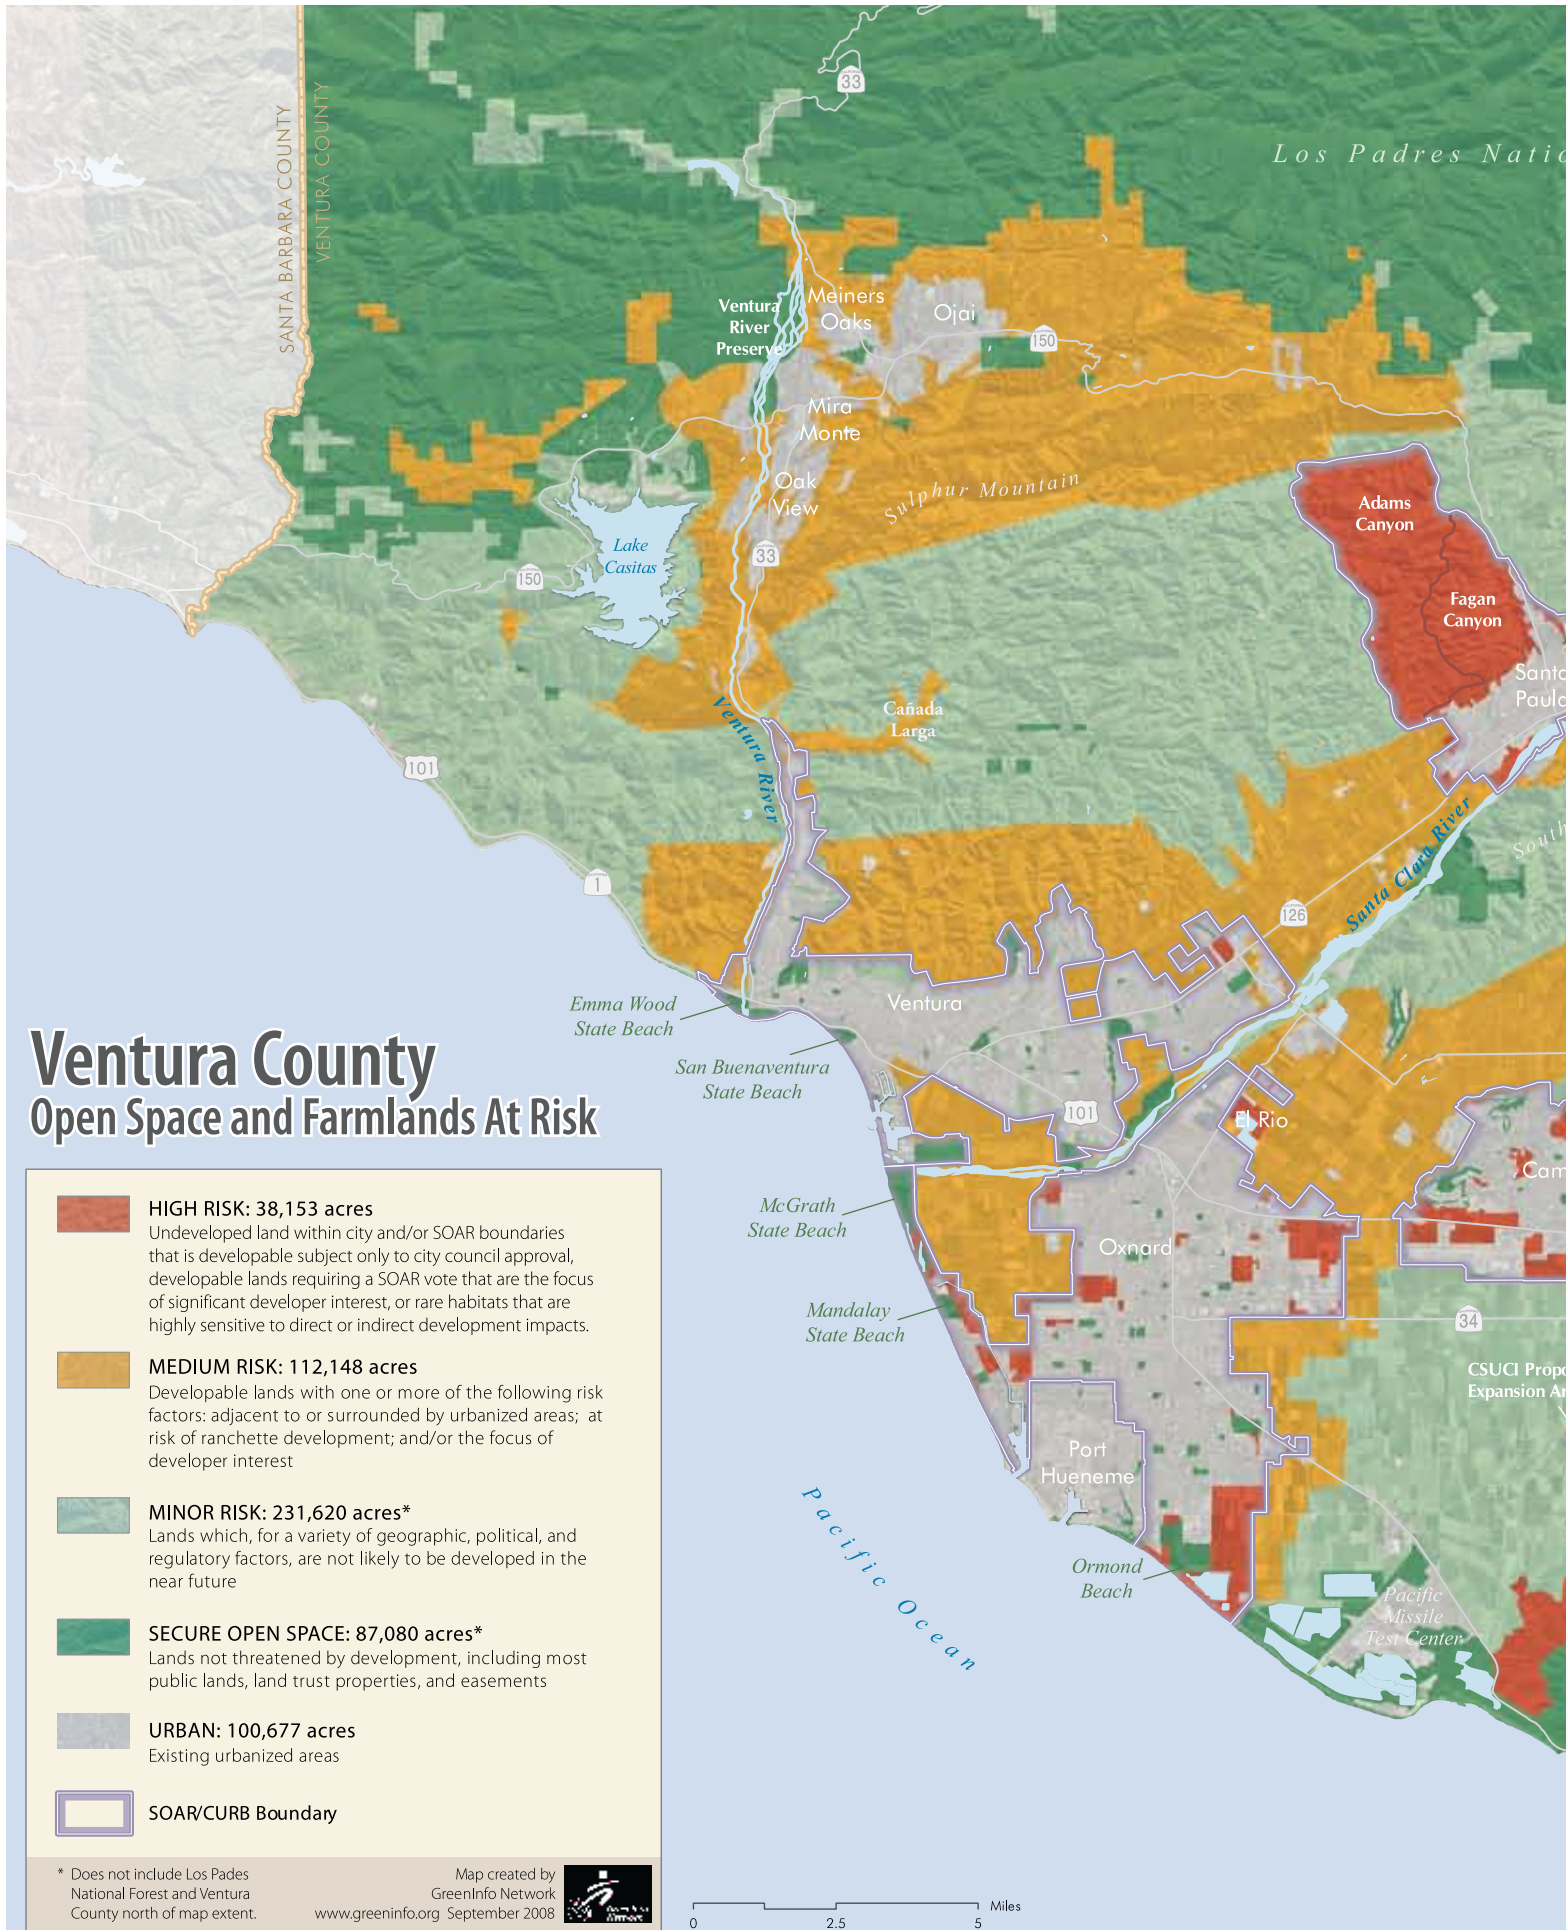 33
Los Padres Natio
SANTA BARBARA COUNTY
VENTURA COUNTY
Ventura
River
Preserve
Meiners
Oaks
Ojai
150
Mira
Monte
Oak
View
Sulphur Mountain
Adams
Canyon
Lake
Casitas
33
150
Fagan
Canyon
Santa
Paula
Cañada
Larga
Ventura River
101
Santa Clara River
South
1
126
Emma Wood
State Beach
Ventura
San Buenaventura
State Beach
101
El Rio
Cam
McGrath
State Beach
Oxnard
Mandalay
State Beach
34
CSUCI Propo
Expansion Ar
Port
Hueneme
Pacific Ocean
Ormond
Beach
Pacific
Missile
Test Center
Ventura County
Open Space and Farmlands At Risk
HIGH RISK: 38,153 acres
Undeveloped land within city and/or SOAR boundaries
that is developable subject only to city council approval,
developable lands requiring a SOAR vote that are the focus
of significant developer interest, or rare habitats that are
highly sensitive to direct or indirect development impacts.
MEDIUM RISK: 112,148 acres
Developable lands with one or more of the following risk
factors: adjacent to or surrounded by urbanized areas; at
risk of ranchette development; and/or the focus of
developer interest
MINOR RISK: 231,620 acres*
Lands which, for a variety of geographic, political, and
regulatory factors, are not likely to be developed in the
near future
SECURE OPEN SPACE: 87,080 acres*
Lands not threatened by development, including most
public lands, land trust properties, and easements
URBAN: 100,677 acres
Existing urbanized areas
SOAR/CURB Boundary
* Does not include Los Pades
National Forest and Ventura
County north of map extent.
Map created by
GreenInfo Network
www.greeninfo.org September 2008
Miles
0 2.5 5